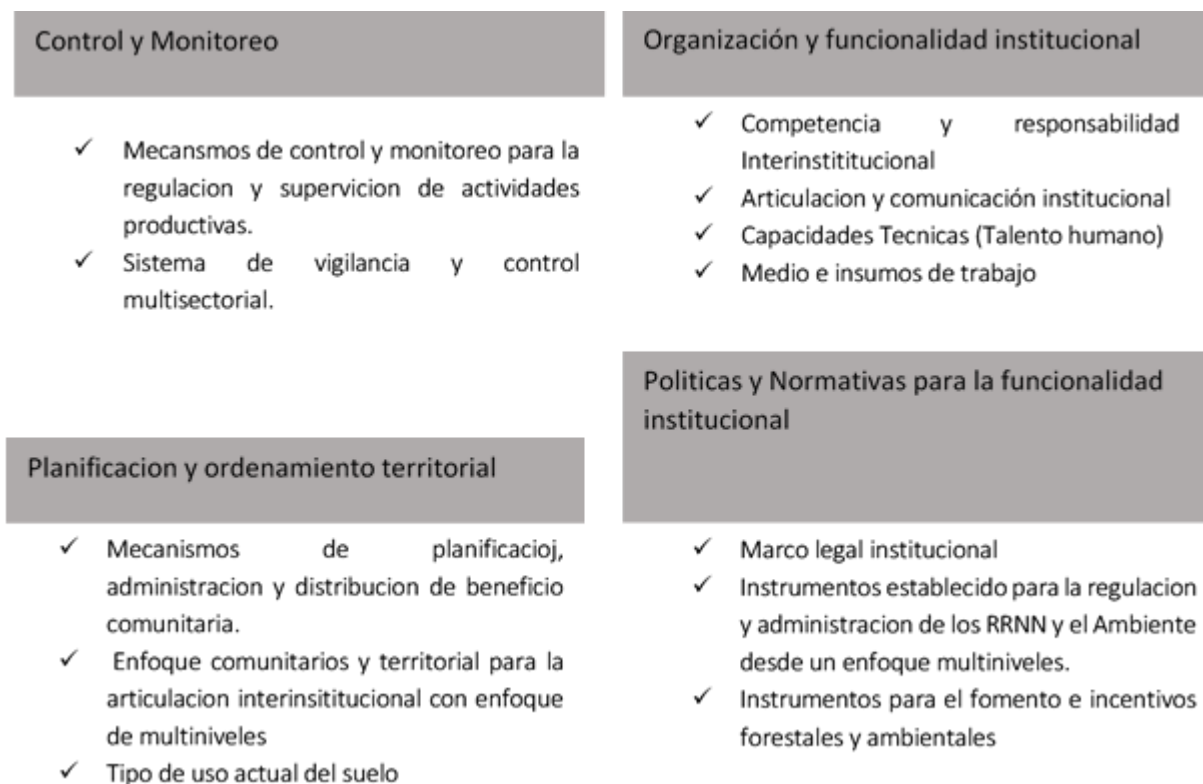 Control y Monitoreo
✓ Mecansmos de control y monitoreo para la
regulacion y supervicion de actividades
productivas.
✓ Sistema de vigilancia y control
multisectorial.
Organización y funcionalidad institucional
✓ Competencia y responsabilidad
Interinstititucional
✓ Articulacion y comunicación institucional
✓ Capacidades Tecnicas (Talento humano)
✓ Medio e insumos de trabajo
Planificacion y ordenamiento territorial
✓ Mecanismos de planificacioj,
administracion y distribucion de beneficio
comunitaria.
✓ Enfoque comunitarios y territorial para la
articulacion interinsititucional con enfoque
de multiniveles
✓ Tipo de uso actual del suelo
Politicas y Normativas para la funcionalidad
institucional
✓ Marco legal institucional
✓ Instrumentos establecido para la regulacion
y administracion de los RRNN y el Ambiente
desde un enfoque multiniveles.
✓ Instrumentos para el fomento e incentivos
forestales y ambientales